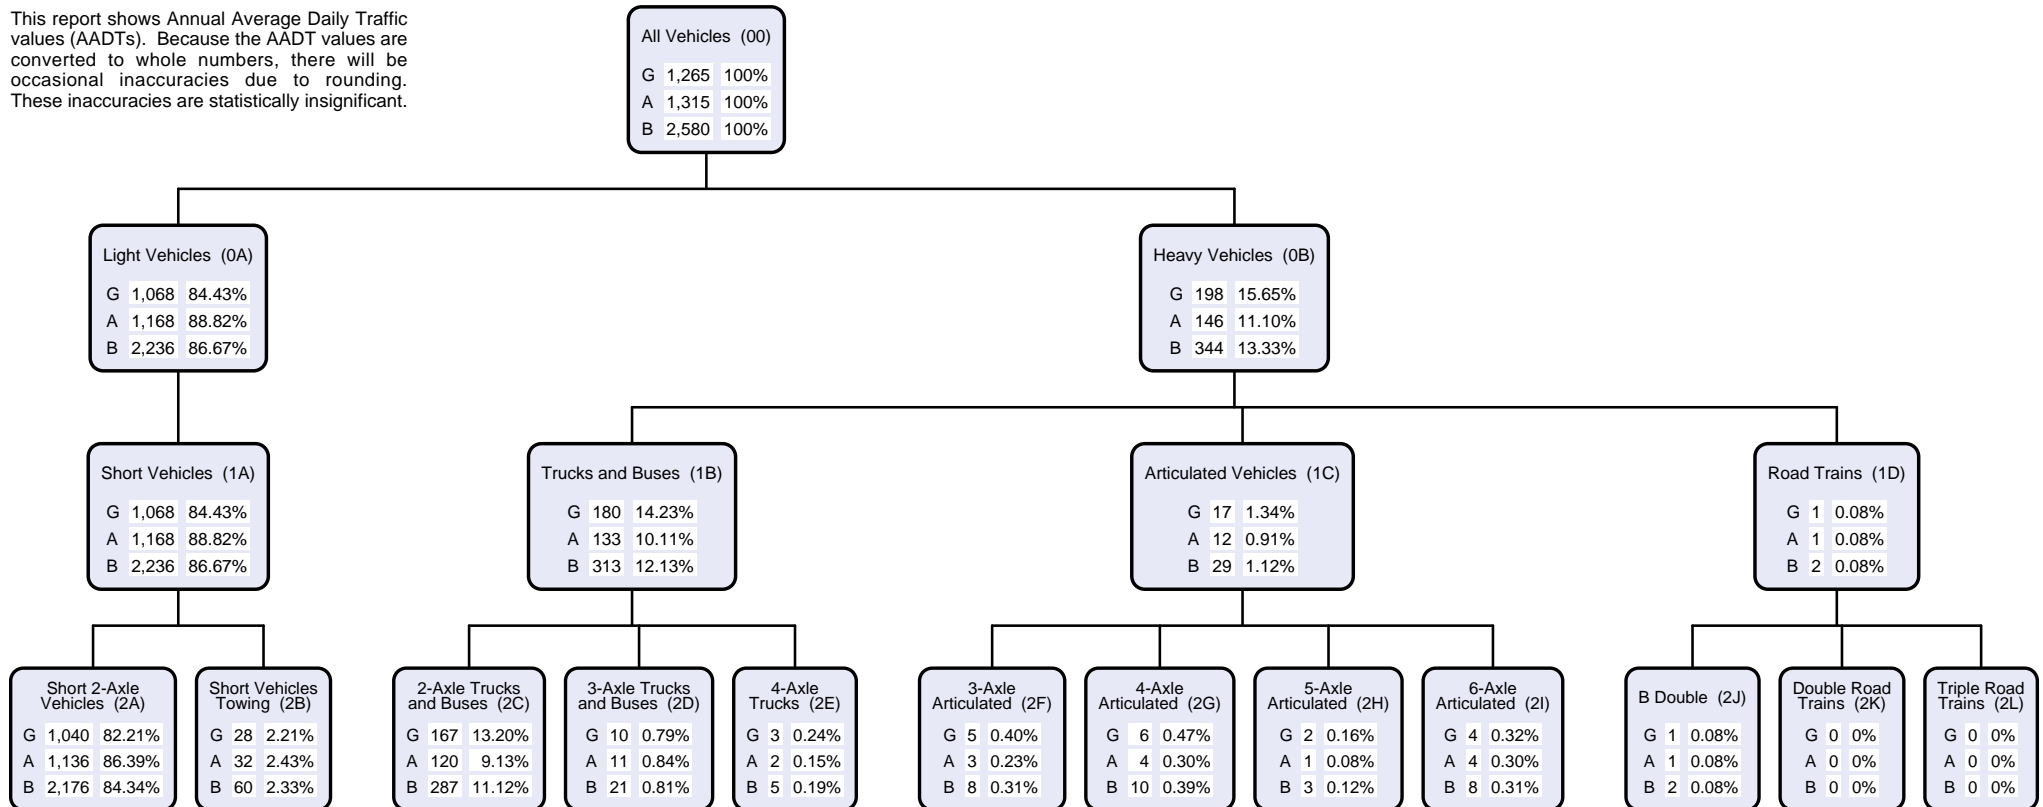 This report shows Annual Average Daily Traffic
values (AADTs). Because the AADT values are
converted to whole numbers, there will be
occasional inaccuracies due to rounding.
These inaccuracies are statistically insignificant.
All Vehicles (00)
G 1,265 100%
A 1,315 100%
B 2,580 100%
Light Vehicles (0A)
G 1,068 84.43%
A 1,168 88.82%
B 2,236 86.67%
Heavy Vehicles (0B)
G 198 15.65%
A 146 11.10%
B 344 13.33%
Short Vehicles (1A)
G 1,068 84.43%
A 1,168 88.82%
B 2,236 86.67%
Trucks and Buses (1B)
G 180 14.23%
A 133 10.11%
B 313 12.13%
Articulated Vehicles (1C)
G 17 1.34%
A 12 0.91%
B 29 1.12%
Road Trains (1D)
G 1 0.08%
A 1 0.08%
B 2 0.08%
Short 2-Axle
Vehicles (2A)
G 1,040 82.21%
A 1,136 86.39%
B 2,176 84.34%
Short Vehicles
Towing (2B)
G 28 2.21%
A 32 2.43%
B 60 2.33%
2-Axle Trucks
and Buses (2C)
G 167 13.20%
A 120 9.13%
B 287 11.12%
3-Axle Trucks
and Buses (2D)
G 10 0.79%
A 11 0.84%
B 21 0.81%
4-Axle
Trucks (2E)
G 3 0.24%
A 2 0.15%
B 5 0.19%
3-Axle
Articulated (2F)
G 5 0.40%
A 3 0.23%
B 8 0.31%
4-Axle
Articulated (2G)
G 6 0.47%
A 4 0.30%
B 10 0.39%
5-Axle
Articulated (2H)
G 2 0.16%
A 1 0.08%
B 3 0.12%
6-Axle
Articulated (2I)
G 4 0.32%
A 4 0.30%
B 8 0.31%
B Double (2J)
G 1 0.08%
A 1 0.08%
B 2 0.08%
Double Road
Trains (2K)
G 0 0%
A 0 0%
B 0 0%
Triple Road
Trains (2L)
G 0 0%
A 0 0%
B 0 0%